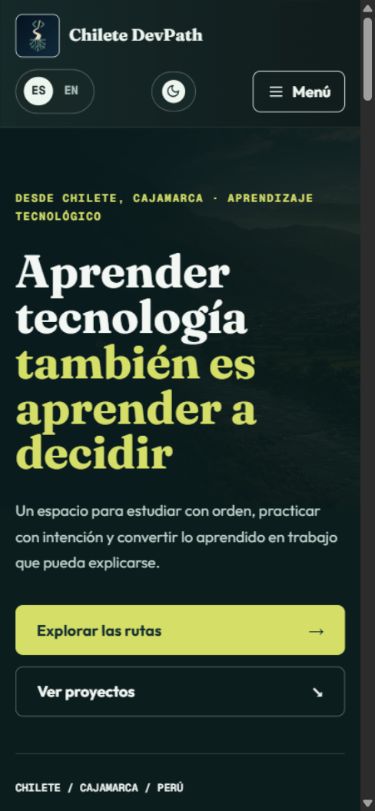 Chilete DevPath
ES EN
Menú
DESDE CHILETE, CAJAMARCA · APRENDIZAJE
TECNOLÓGICO
Aprender
tecnología
también es
aprender a
decidir
Un espacio para estudiar con orden, practicar
con intención y convertir lo aprendido en trabajo
que pueda explicarse.
Explorar las rutas →
Ver proyectos ↘
CHILETE / CAJAMARCA / PERÚ